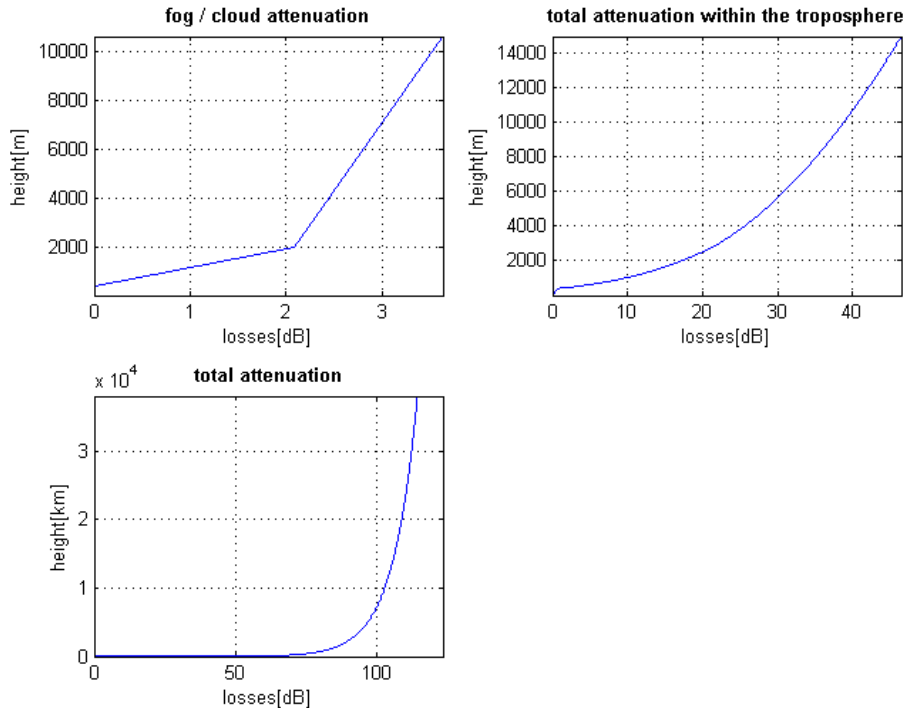 fog / cloud attenuation
10000
8000
6000
4000
2000
height[m]
0
1
2
3
losses[dB]
total attenuation within the troposphere
14000
12000
10000
8000
6000
4000
2000
height[m]
0
10
20
30
40
losses[dB]
x 10^4
total attenuation
3
2
1
0
height[km]
0
50
100
losses[dB]